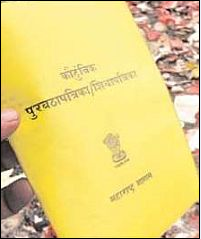 कौटुंबिक
पुरवठापत्रिका/शिधापत्रिका
महाराष्ट्र शासन